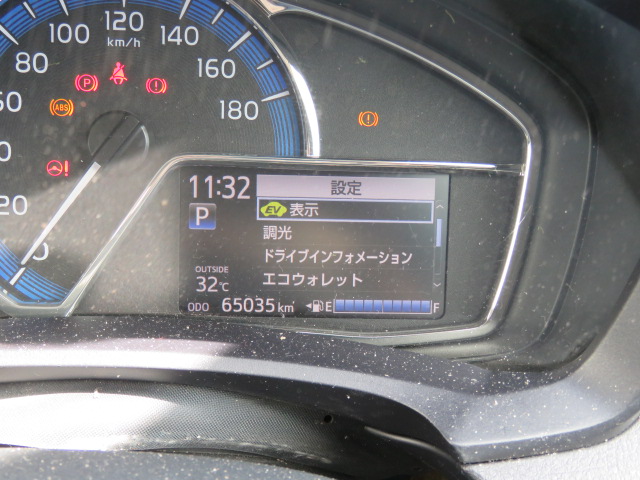 100 120 140
km/h
80 160
P
ABS
180
20
0
11:32 設定
EV 表示
P
調光
ドライブインフォメーション
OUTSIDE
32℃
エコウォレット
ODO 65035 km E F